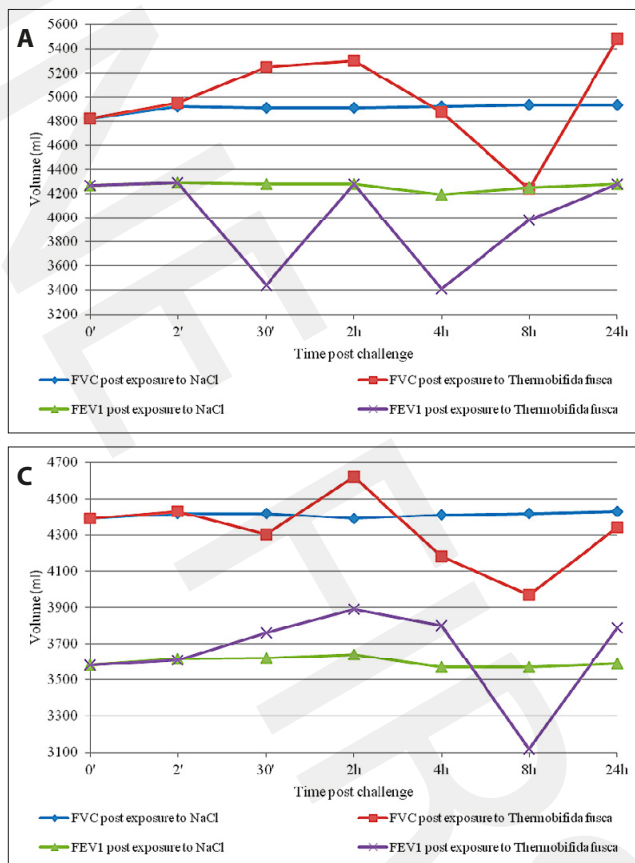 A
5600
5400
5200
5000
4800
4600
4400
4200
4000
3800
3600
3400
3200
Volume (ml)
0' 2' 30' 2h 4h 8h 24h
Time post challenge
FVC post exposure to NaCl FVC post exposure to Thermobifida fusca
FEV1 post exposure to NaCl FEV1 post exposure to Thermobifida fusca
C
4700
4500
4300
4100
3900
3700
3500
3300
3100
Volume (ml)
0' 2' 30' 2h 4h 8h 24h
Time post challenge
FVC post exposure to NaCl FVC post exposure to Thermobifida fusca
FEV1 post exposure to NaCl FEV1 post exposure to Thermobifida fusca